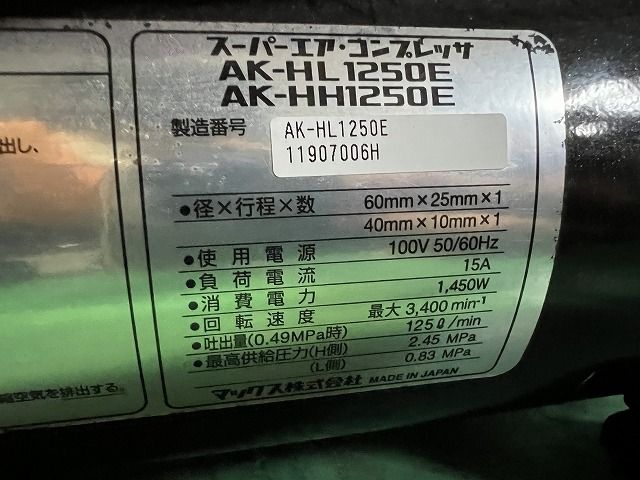 スーパーエア・コンプレッサ
AK-HL1250E
AK-HH1250E
製造番号
AK-HL1250E
11907006H
●径×行程×数 60mm×25mm×1
40mm×10mm×1
●使用電源 100V 50/60Hz
●負荷電流 15A
●消費電力 1,450W
●回転速度 最大 3,400 min⁻¹
●吐出量(0.49MPa時) 125ℓ/min
●最高供給圧力(H側) 2.45 MPa
(L側) 0.83 MPa
マックス株式会社 MADE IN JAPAN
出し、
空気を排出する。